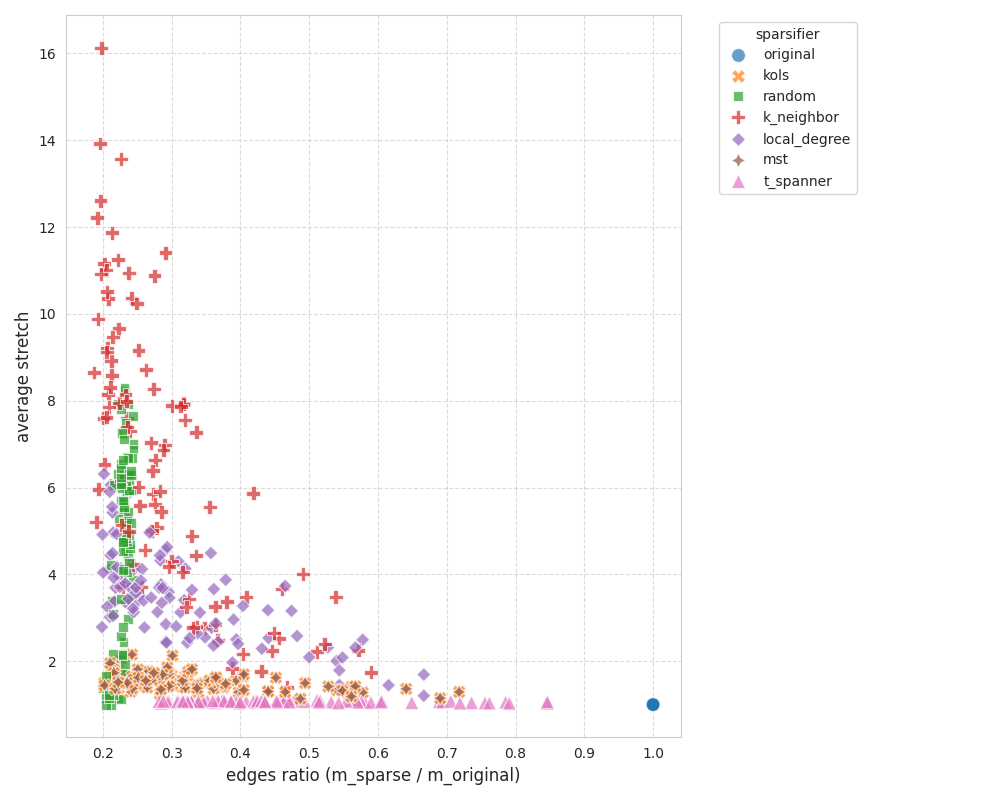 sparsifier
original
kols
random
k_neighbor
local_degree
mst
t_spanner
average stretch
16
14
12
10
8
6
4
2
0.2 0.3 0.4 0.5 0.6 0.7 0.8 0.9 1.0
edges ratio (m_sparse / m_original)